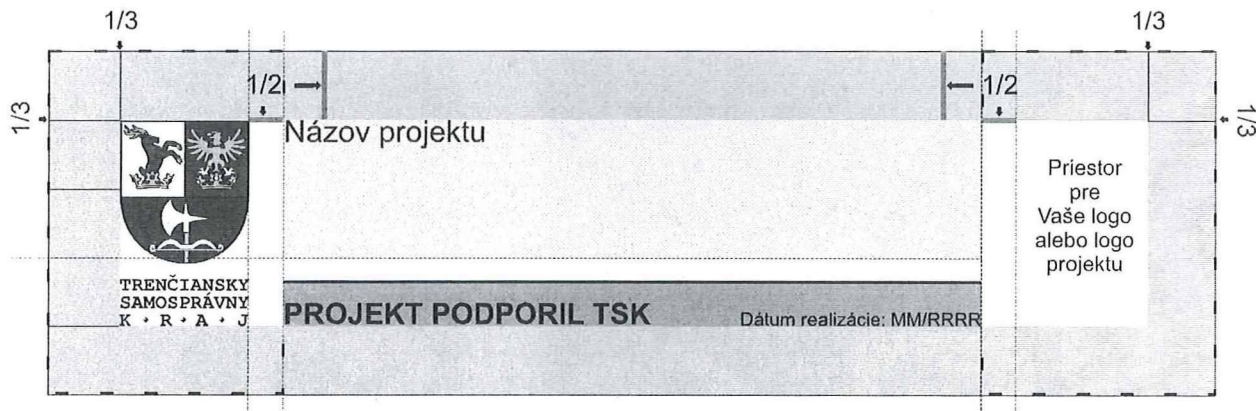 1/3
1/3
1/2
1/2
1/3
1/3
Názov projektu
Priestor
pre
Vaše logo
alebo logo
projektu
TRENČIANSKY
SAMOSPRÁVNY
K · R · A · J
PROJEKT PODPORIL TSK
Dátum realizácie: MM/RRRR